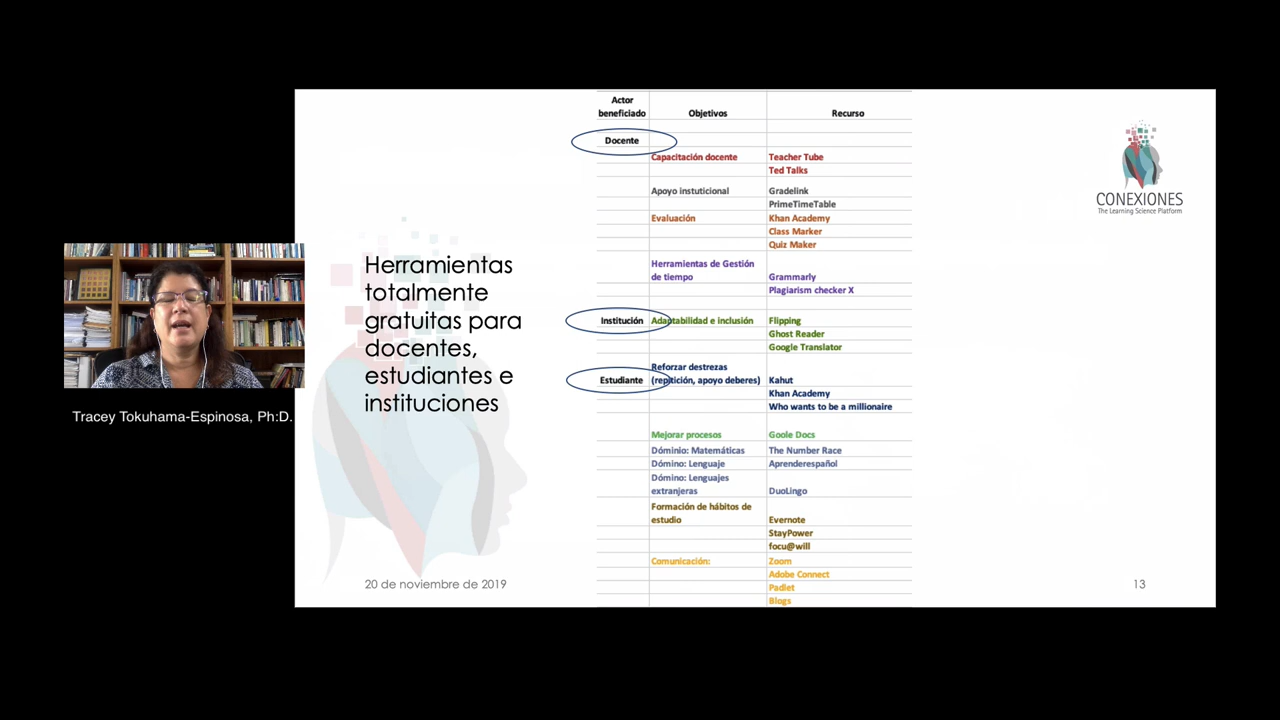 Herramientas
totalmente
gratuitas para
docentes,
estudiantes e
instituciones
Tracey Tokuhama-Espinosa, Ph:D.
Actor
beneficiado Objetivos Recurso
Docente
Capacitación docente Teacher Tube
Ted Talks
Apoyo instuticional Gradelink
PrimeTimeTable
Evaluación Khan Academy
Class Marker
Quiz Maker
Herramientas de Gestión
de tiempo Grammarly
Plagiarism checker X
Institución Adaptabilidad e inclusión Flipping
Ghost Reader
Google Translator
Reforzar destrezas
Estudiante (repitición, apoyo deberes) Kahut
Khan Academy
Who wants to be a millionaire
Mejorar procesos Goole Docs
Dóminio: Matemáticas The Number Race
Dómino: Lenguaje Aprenderespañol
Dómino: Lenguajes
extranjeras DuoLingo
Formación de hábitos de
estudio Evernote
StayPower
focu@will
Comunicación: Zoom
Adobe Connect
Padlet
Blogs
CONEXIONES
The Learning Science Platform
20 de noviembre de 2019
13